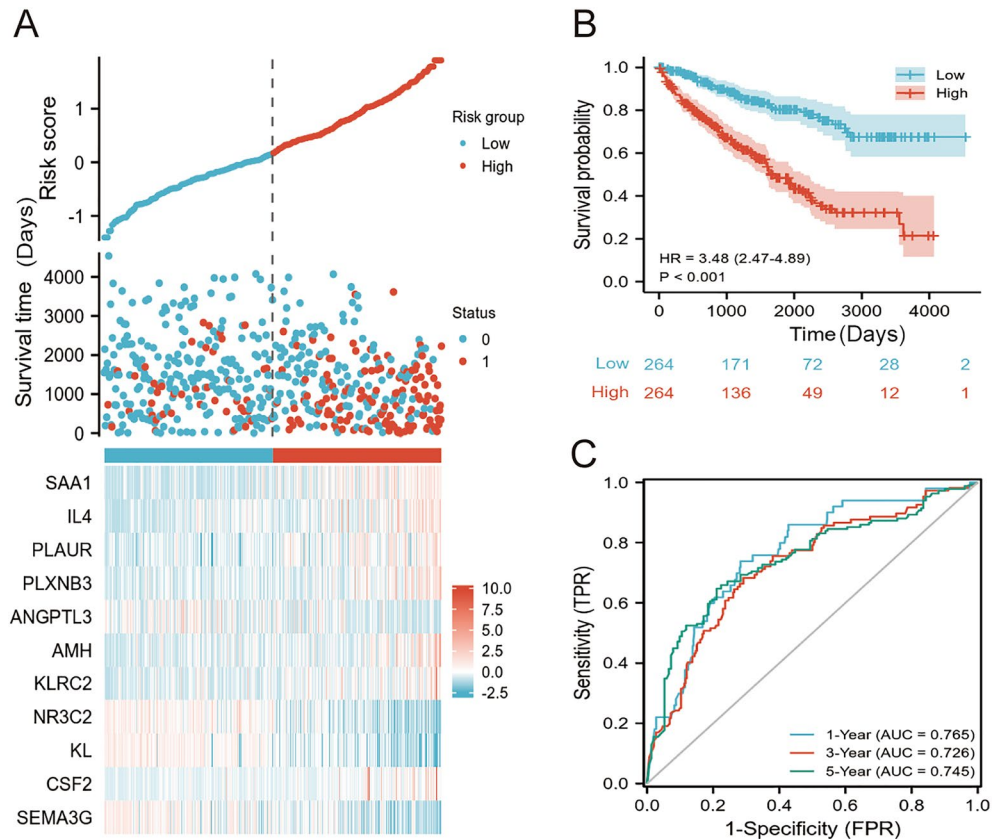 A
Risk score
1
0
-1
Risk group
Low
High
Survival time (Days)
4000
3000
2000
1000
0
Status
0
1
SAA1
IL4
PLAUR
PLXNB3
ANGPTL3
AMH
KLRC2
NR3C2
KL
CSF2
SEMA3G
10.0
7.5
5.0
2.5
0.0
-2.5
B
Survival probability
1.0
0.8
0.6
0.4
0.2
0.0
Low
High
HR = 3.48 (2.47-4.89)
P < 0.001
0 1000 2000 3000 4000
Time (Days)
Low 264 171 72 28 2
High 264 136 49 12 1
C
Sensitivity (TPR)
1.0
0.8
0.6
0.4
0.2
0.0
1-Year (AUC = 0.765)
3-Year (AUC = 0.726)
5-Year (AUC = 0.745)
0.0 0.2 0.4 0.6 0.8 1.0
1-Specificity (FPR)